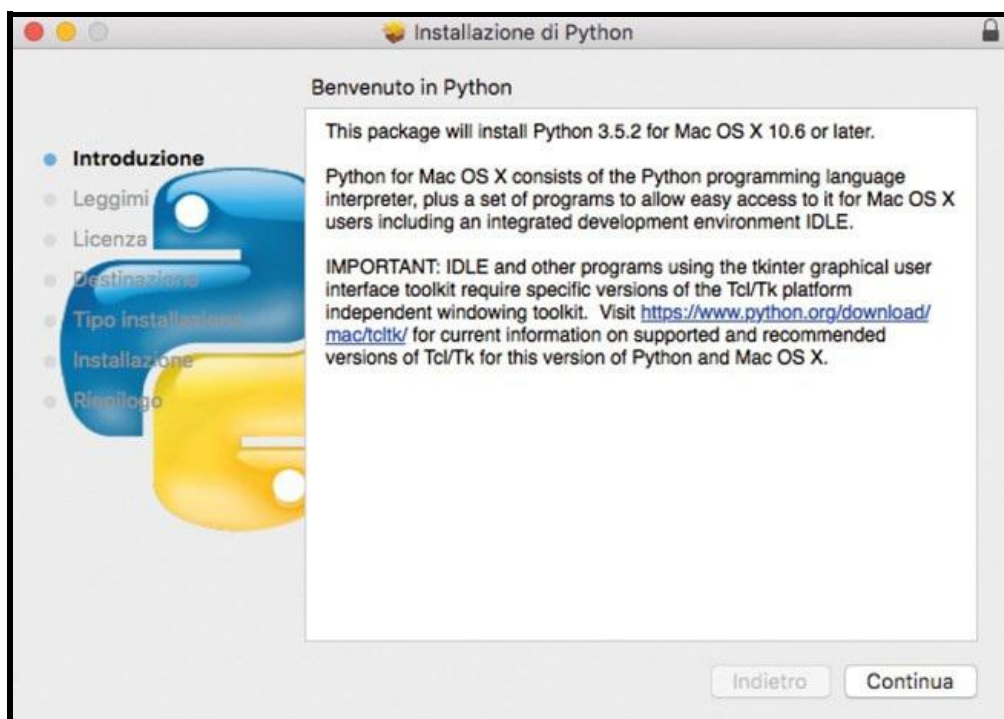 Installazione di Python
Benvenuto in Python
Introduzione
Leggimi
Licenza
Destinazione
Tipo installazione
Installazione
Riepilogo
This package will install Python 3.5.2 for Mac OS X 10.6 or later.
Python for Mac OS X consists of the Python programming language
interpreter, plus a set of programs to allow easy access to it for Mac OS X
users including an integrated development environment IDLE.
IMPORTANT: IDLE and other programs using the tkinter graphical user
interface toolkit require specific versions of the Tcl/Tk platform
independent windowing toolkit. Visit https://www.python.org/download/
mac/tcltk/ for current information on supported and recommended
versions of Tcl/Tk for this version of Python and Mac OS X.
Indietro
Continua